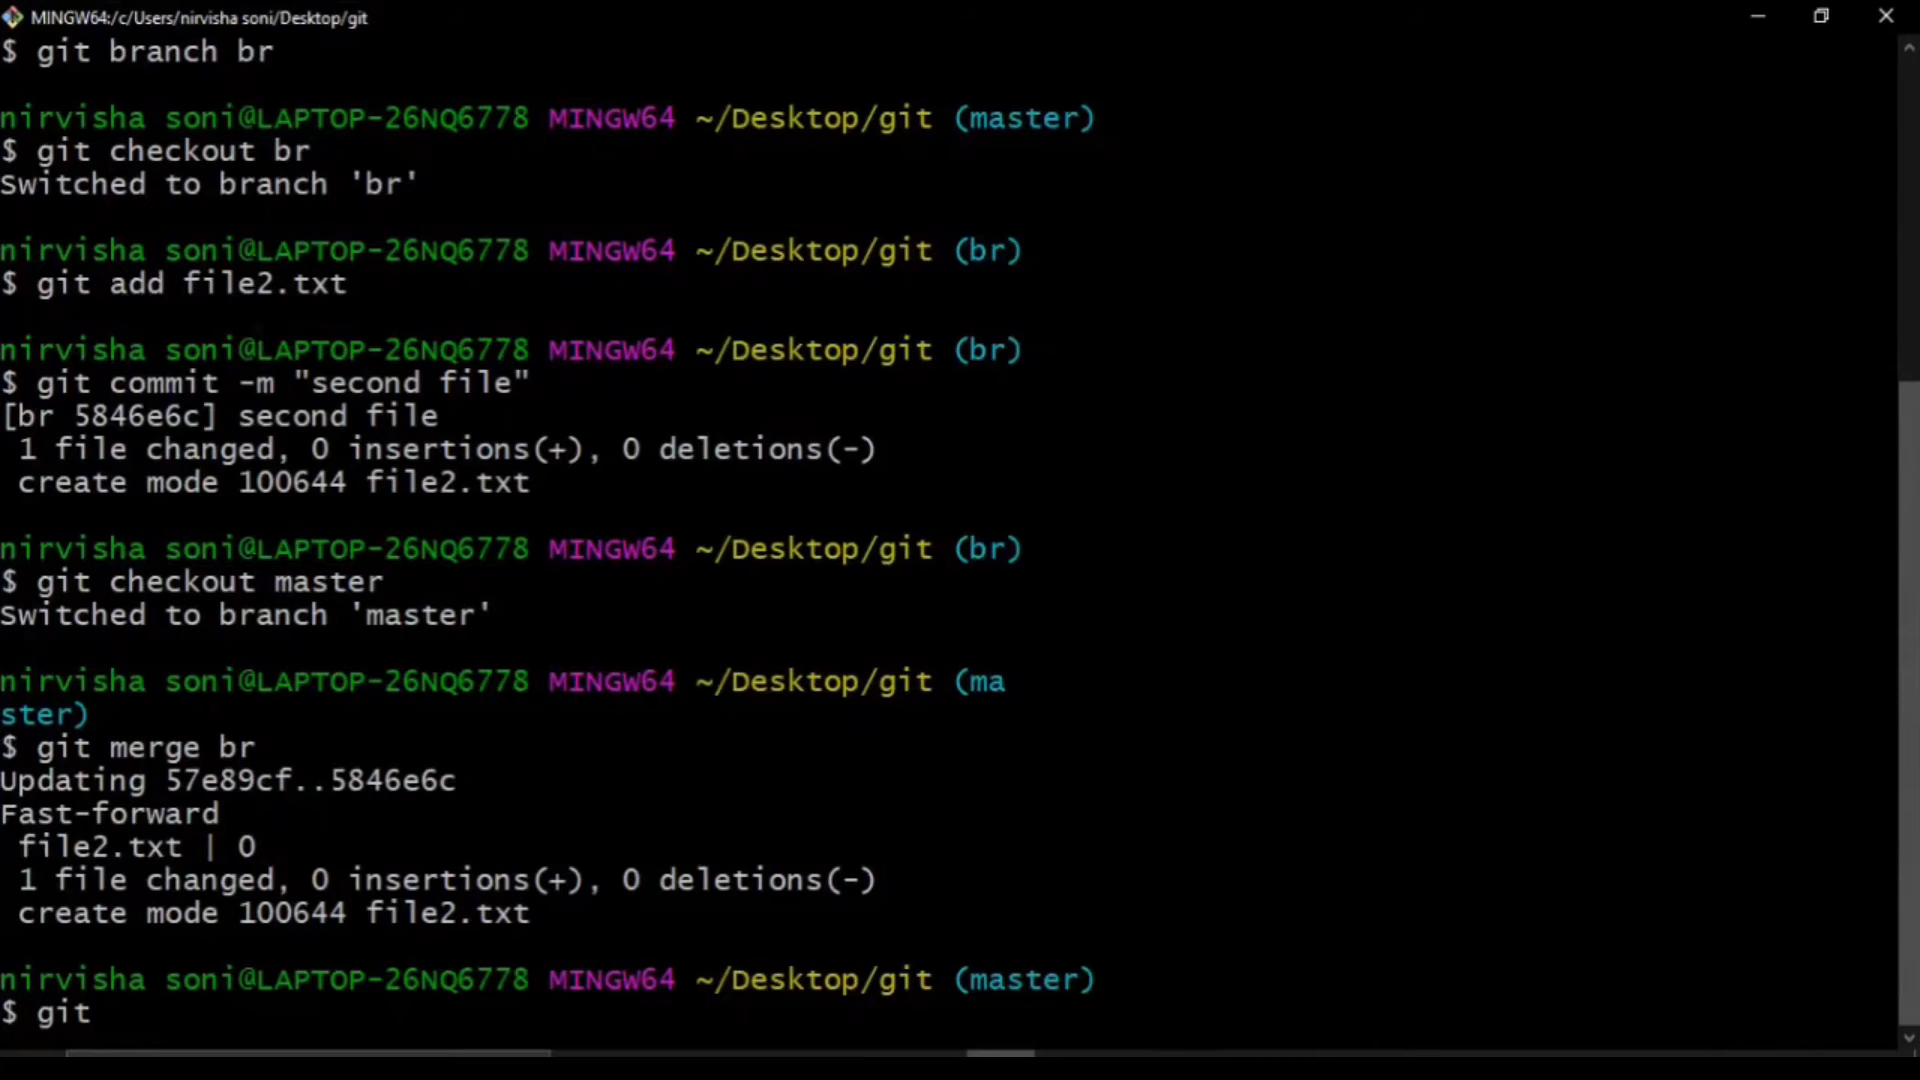 MINGW64:/c/Users/nirvisha soni/Desktop/git
$ git branch br
nirvisha soni@LAPTOP-26NQ6778 MINGW64 ~/Desktop/git (master)
$ git checkout br
Switched to branch 'br'
nirvisha soni@LAPTOP-26NQ6778 MINGW64 ~/Desktop/git (br)
$ git add file2.txt
nirvisha soni@LAPTOP-26NQ6778 MINGW64 ~/Desktop/git (br)
$ git commit -m "second file"
[br 5846e6c] second file
 1 file changed, 0 insertions(+), 0 deletions(-)
 create mode 100644 file2.txt
nirvisha soni@LAPTOP-26NQ6778 MINGW64 ~/Desktop/git (br)
$ git checkout master
Switched to branch 'master'
nirvisha soni@LAPTOP-26NQ6778 MINGW64 ~/Desktop/git (ma
ster)
$ git merge br
Updating 57e89cf..5846e6c
Fast-forward
 file2.txt | 0
 1 file changed, 0 insertions(+), 0 deletions(-)
 create mode 100644 file2.txt
nirvisha soni@LAPTOP-26NQ6778 MINGW64 ~/Desktop/git (master)
$ git